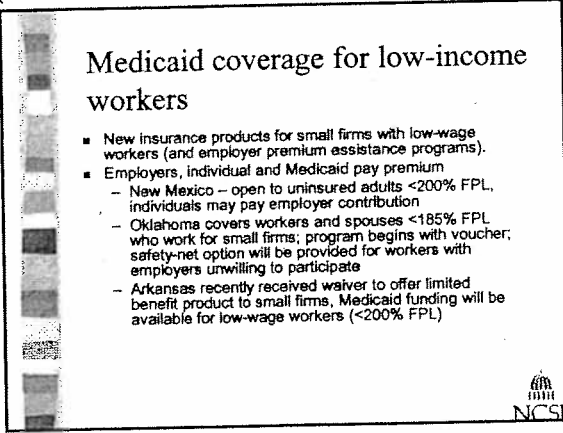 Medicaid coverage for low-income
workers
▪ New insurance products for small firms with low-wage
workers (and employer premium assistance programs).
▪ Employers, individual and Medicaid pay premium
– New Mexico – open to uninsured adults <200% FPL,
individuals may pay employer contribution
– Oklahoma covers workers and spouses <185% FPL
who work for small firms; program begins with voucher;
safety-net option will be provided for workers with
employers unwilling to participate
– Arkansas recently received waiver to offer limited
benefit product to small firms, Medicaid funding will be
available for low-wage workers (<200% FPL)
NCSL